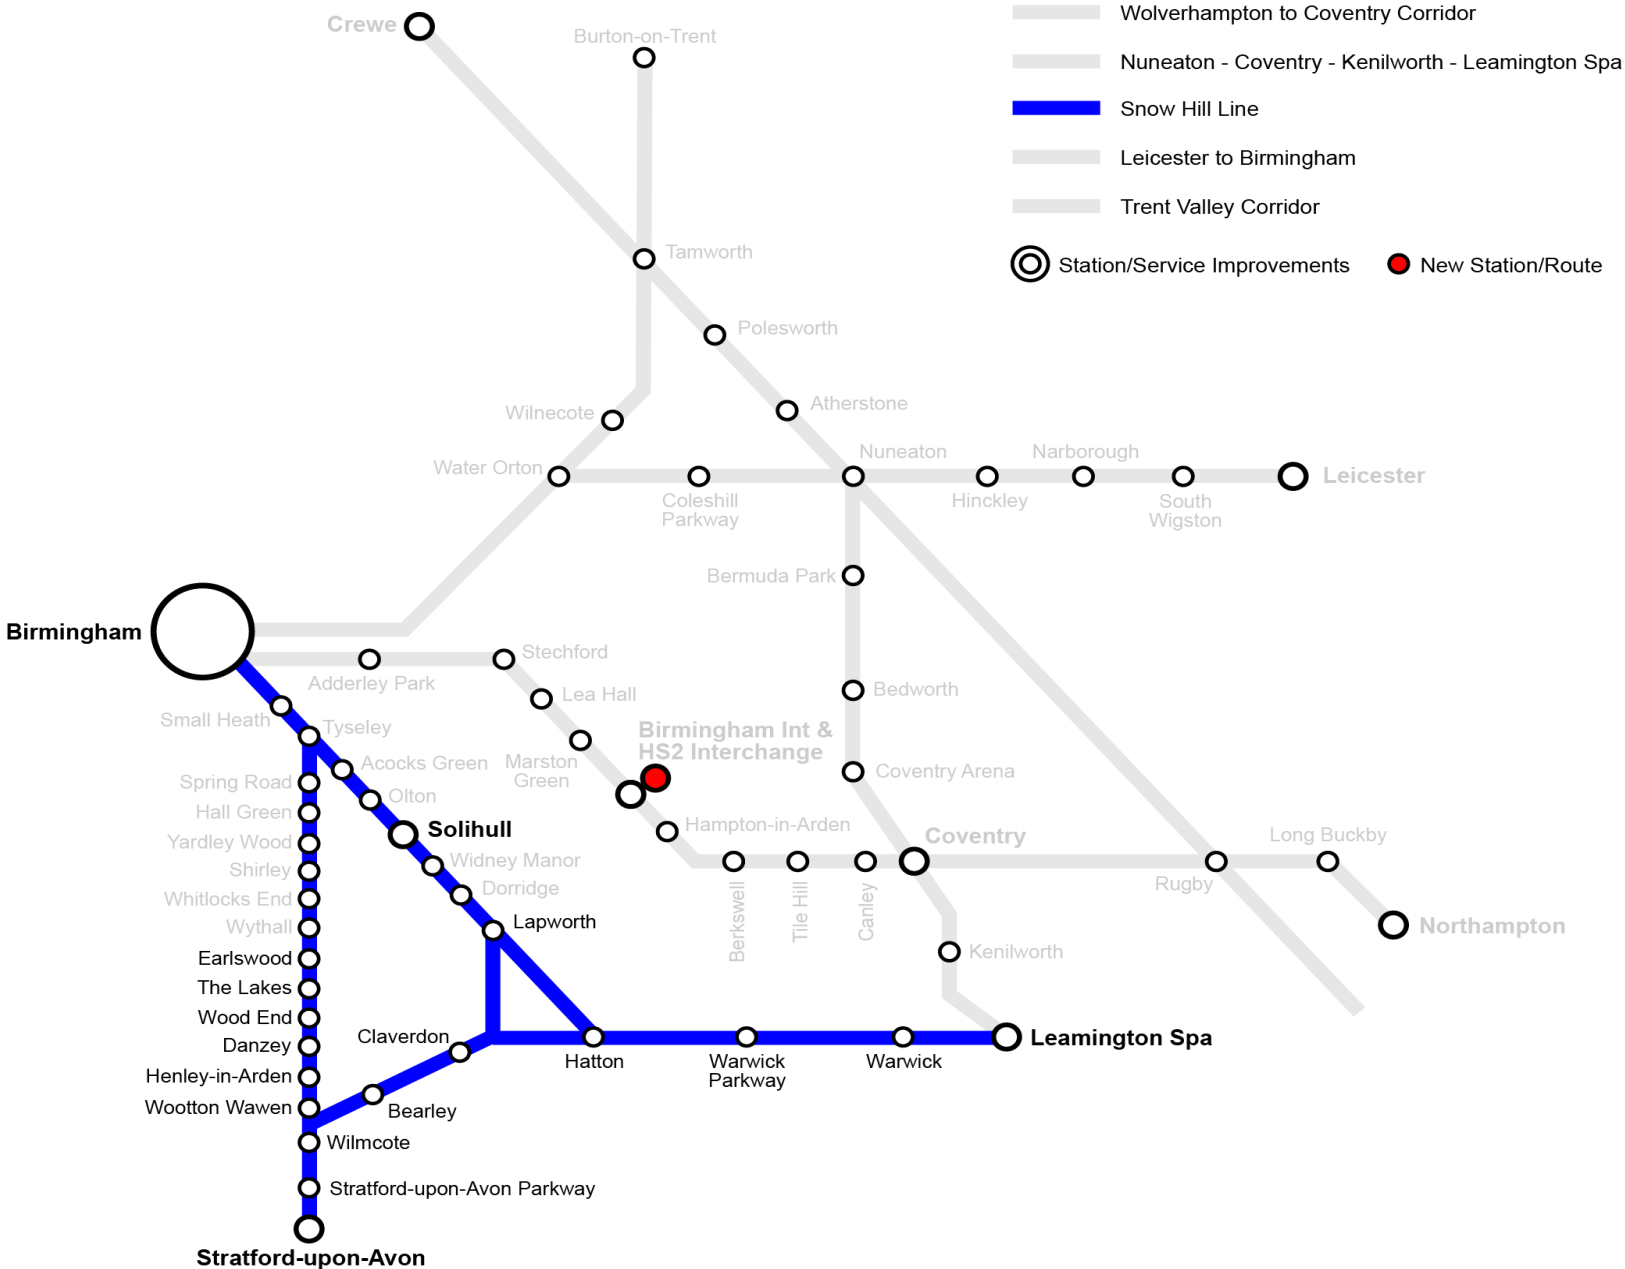 Crewe
Burton-on-Trent
Wolverhampton to Coventry Corridor
Nuneaton - Coventry - Kenilworth - Leamington Spa
Snow Hill Line
Leicester to Birmingham
Trent Valley Corridor
Station/Service Improvements
New Station/Route
Tamworth
Polesworth
Atherstone
Wilnecote
Water Orton
Coleshill
Parkway
Nuneaton
Hinckley
Narborough
South
Wigston
Leicester
Bermuda Park
Birmingham
Adderley Park
Stechford
Lea Hall
Bedworth
Small Heath
Tyseley
Birmingham Int &
HS2 Interchange
Marston
Green
Acocks Green
Coventry Arena
Spring Road
Olton
Hall Green
Solihull
Hampton-in-Arden
Coventry
Long Buckby
Yardley Wood
Widney Manor
Shirley
Dorridge
Rugby
Whitlocks End
Berkswell
Tile Hill
Canley
Lapworth
Wythall
Northampton
Kenilworth
Earlswood
The Lakes
Wood End
Claverdon
Danzey
Leamington Spa
Hatton
Warwick
Parkway
Warwick
Henley-in-Arden
Wootton Wawen
Bearley
Wilmcote
Stratford-upon-Avon Parkway
Stratford-upon-Avon